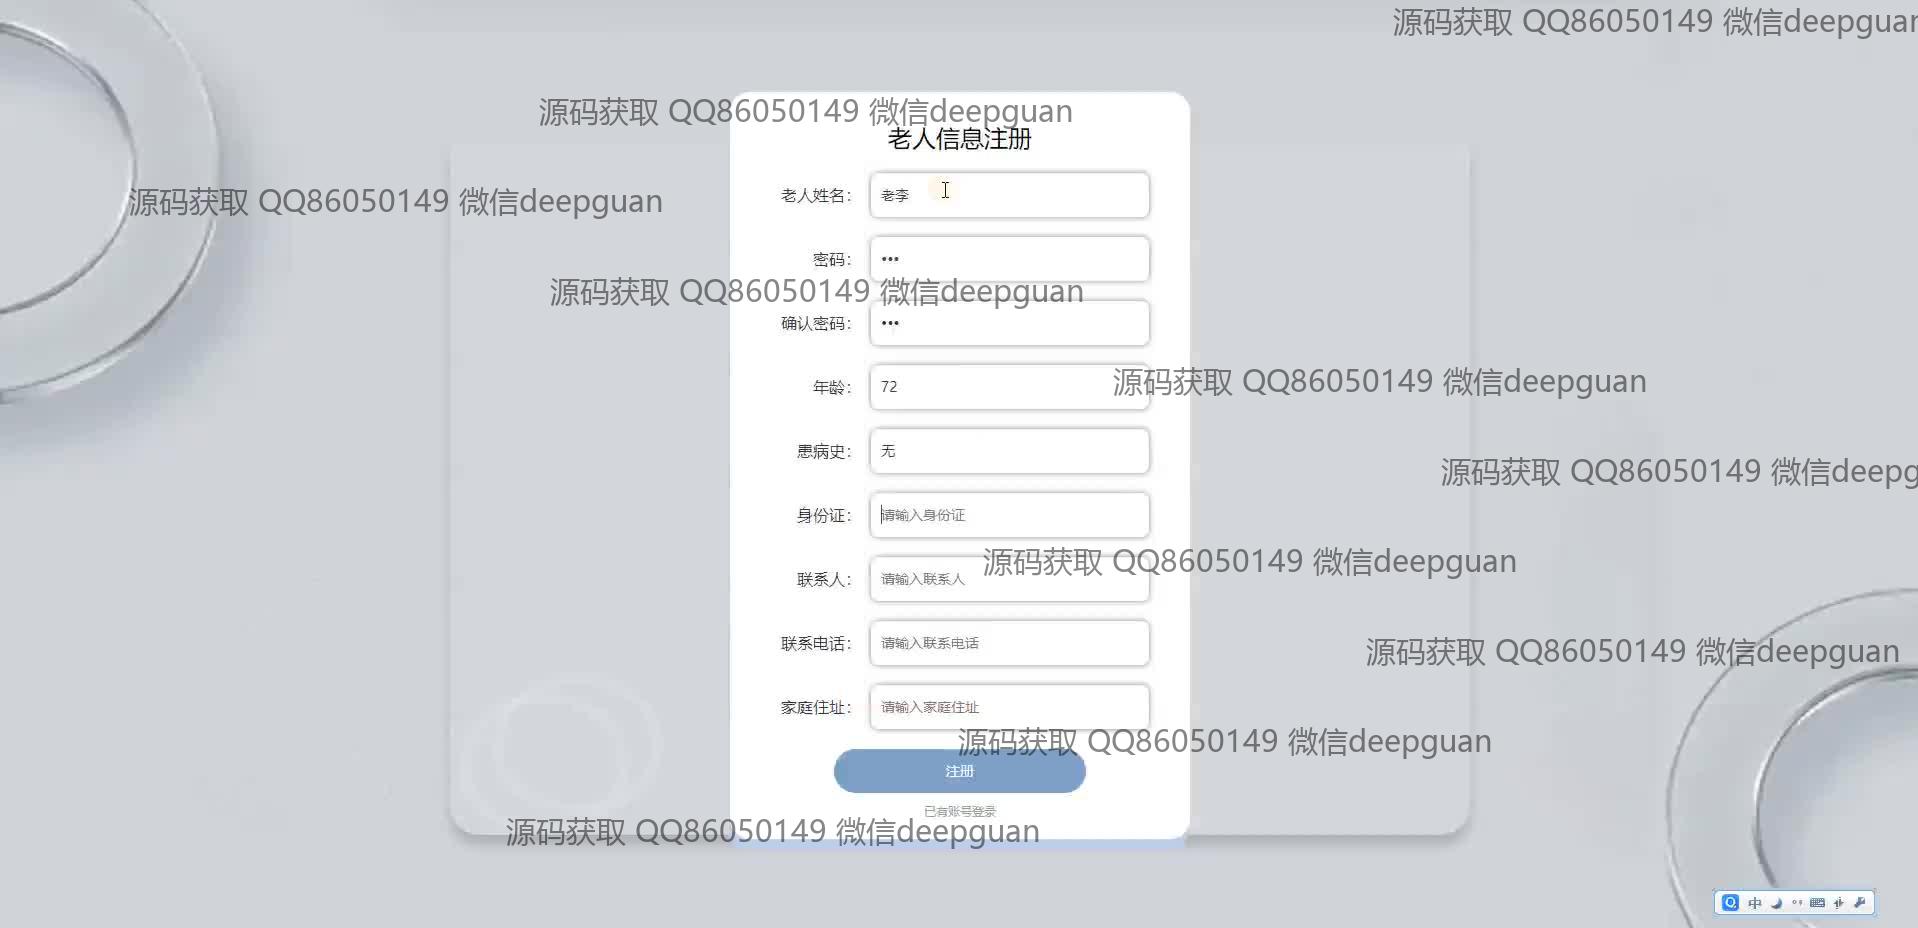 源码获取 QQ86050149 微信deepguan
源码获取 QQ86050149 微信deepguan
老人信息注册
老人姓名：
老李
源码获取 QQ86050149 微信deepguan
密码：
•••
源码获取 QQ86050149 微信deepguan
确认密码：
•••
年龄：
72
源码获取 QQ86050149 微信deepguan
患病史：
无
源码获取 QQ86050149 微信deepg
身份证：
请输入身份证
源码获取 QQ86050149 微信deepguan
联系人：
请输入联系人
联系电话：
请输入联系电话
源码获取 QQ86050149 微信deepguan
家庭住址：
请输入家庭住址
源码获取 QQ86050149 微信deepguan
注册
已有账号登录
源码获取 QQ86050149 微信deepguan
中